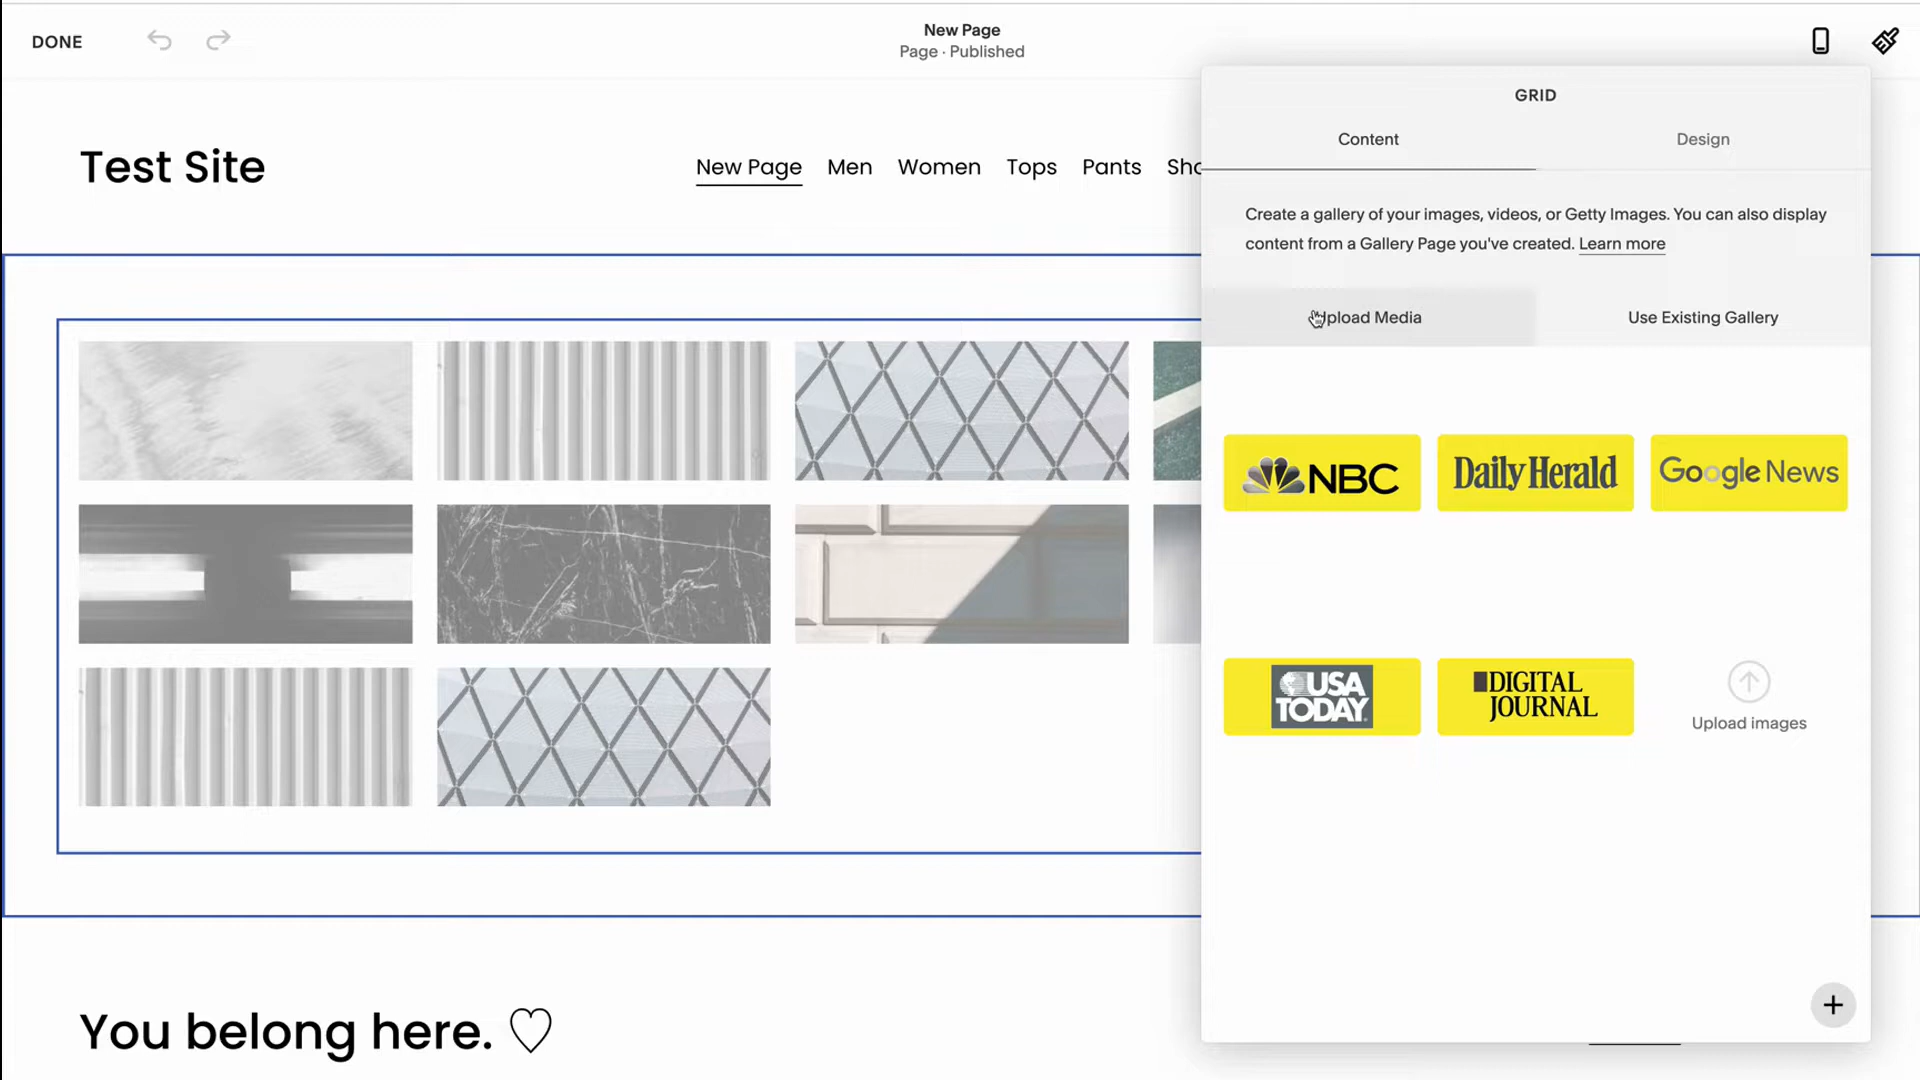 DONE
New Page
Page · Published
GRID
Content
Design
Test Site
New Page
Men
Women
Tops
Pants
Create a gallery of your images, videos, or Getty Images. You can also display
content from a Gallery Page you've created. Learn more
Upload Media
Use Existing Gallery
NBC
Daily Herald
Google News
USA
TODAY
DIGITAL
JOURNAL
Upload images
You belong here. ♡